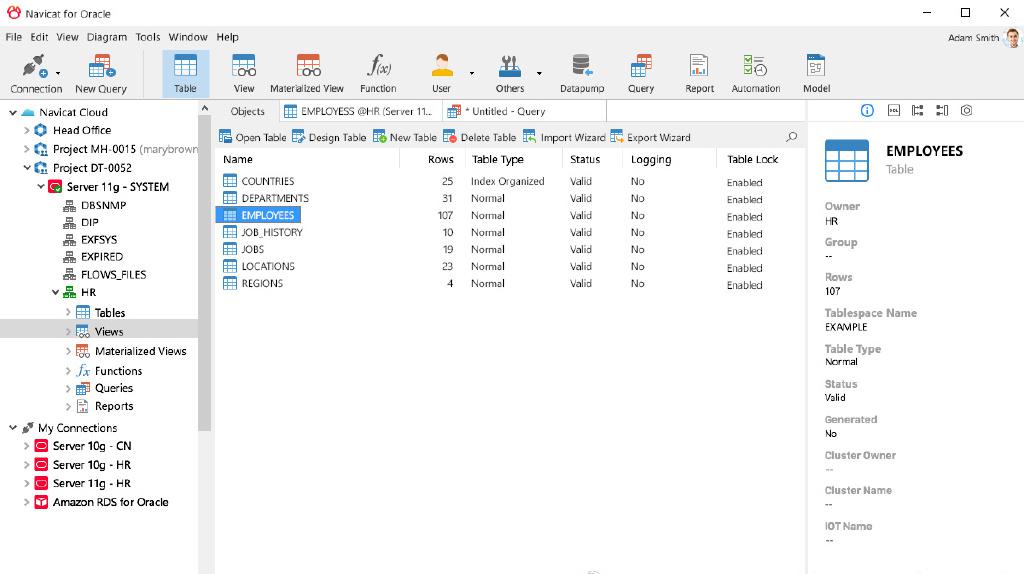 Navicat for Oracle
File Edit View Diagram Tools Window Help
Adam Smith
Connection New Query Table View Materialized View Function User Others Datapump Query Report Automation Model
Navicat Cloud
Head Office
Project MH-0015 (marybrown
Project DT-0052
Server 11g - SYSTEM
DBSNMP
DIP
EXFSYS
EXPIRED
FLOWS_FILES
HR
Tables
Views
Materialized Views
fx Functions
Queries
Reports
My Connections
Server 10g - CN
Server 10g - HR
Server 11g - HR
Amazon RDS for Oracle
Objects EMPLOYESS @HR (Server 11... * Untitled - Query
Open Table Design Table New Table Delete Table Import Wizard Export Wizard
Name Rows Table Type Status Logging Table Lock
COUNTRIES 25 Index Organized Valid No Enabled
DEPARTMENTS 31 Normal Valid No Enabled
EMPLOYEES 107 Normal Valid No Enabled
JOB_HISTORY 10 Normal Valid No Enabled
JOBS 19 Normal Valid No Enabled
LOCATIONS 23 Normal Valid No Enabled
REGIONS 4 Normal Valid No Enabled
EMPLOYEES
Table
Owner
HR
Group
--
Rows
107
Tablespace Name
EXAMPLE
Table Type
Normal
Status
Valid
Generated
No
Cluster Owner
--
Cluster Name
--
IOT Name
--